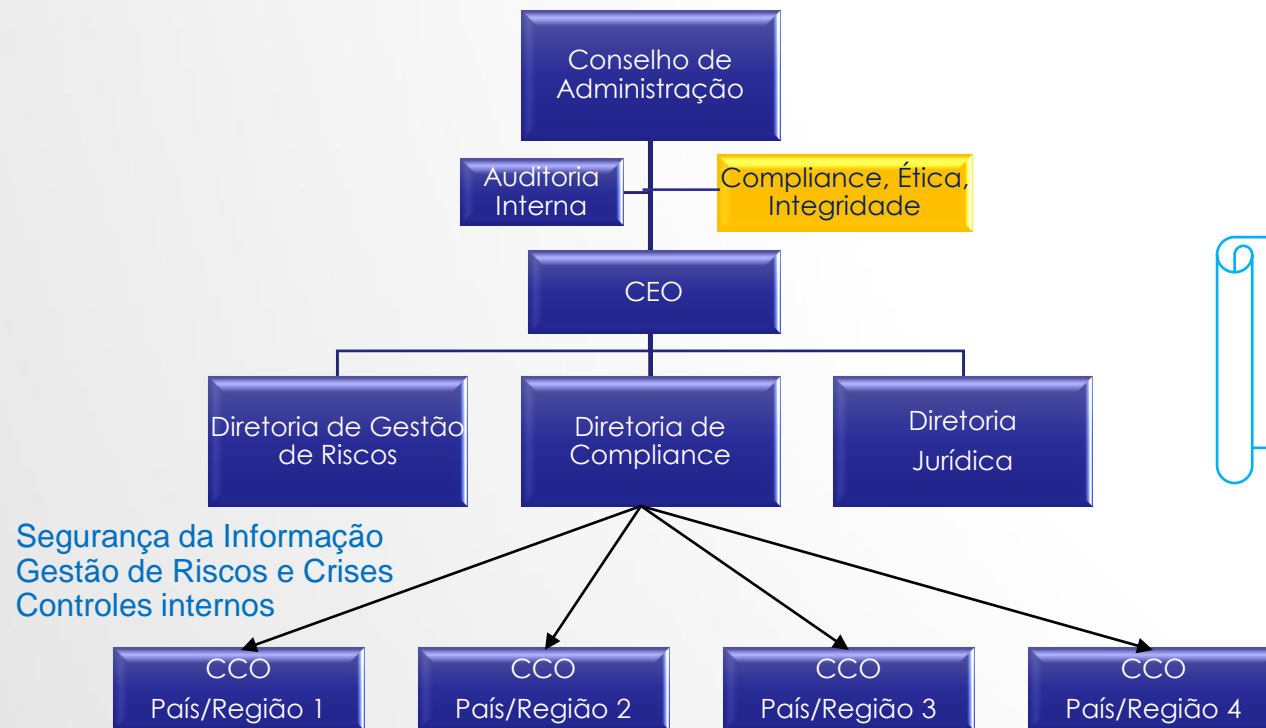 Conselho de
Administração
Auditoria
Interna
Compliance, Ética,
Integridade
CEO
Diretoria de Gestão
de Riscos
Diretoria de
Compliance
Diretoria
Jurídica
Segurança da Informação
Gestão de Riscos e Crises
Controles internos
CCO
País/Região 1
CCO
País/Região 2
CCO
País/Região 3
CCO
País/Região 4